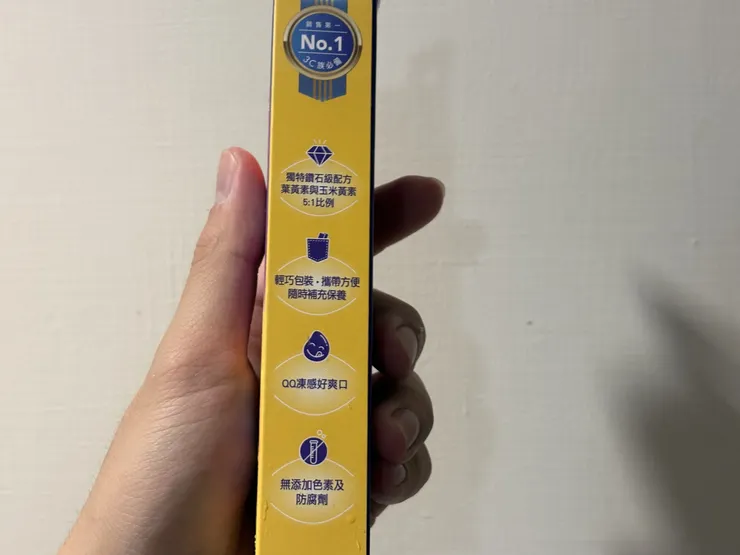 銷售第一
No.1
3C族必備
獨特鑽石級配方
葉黃素與玉米黃素
5:1比例
輕巧包裝・攜帶方便
隨時補充保養
QQ凍感好爽口
無添加色素及
防腐劑